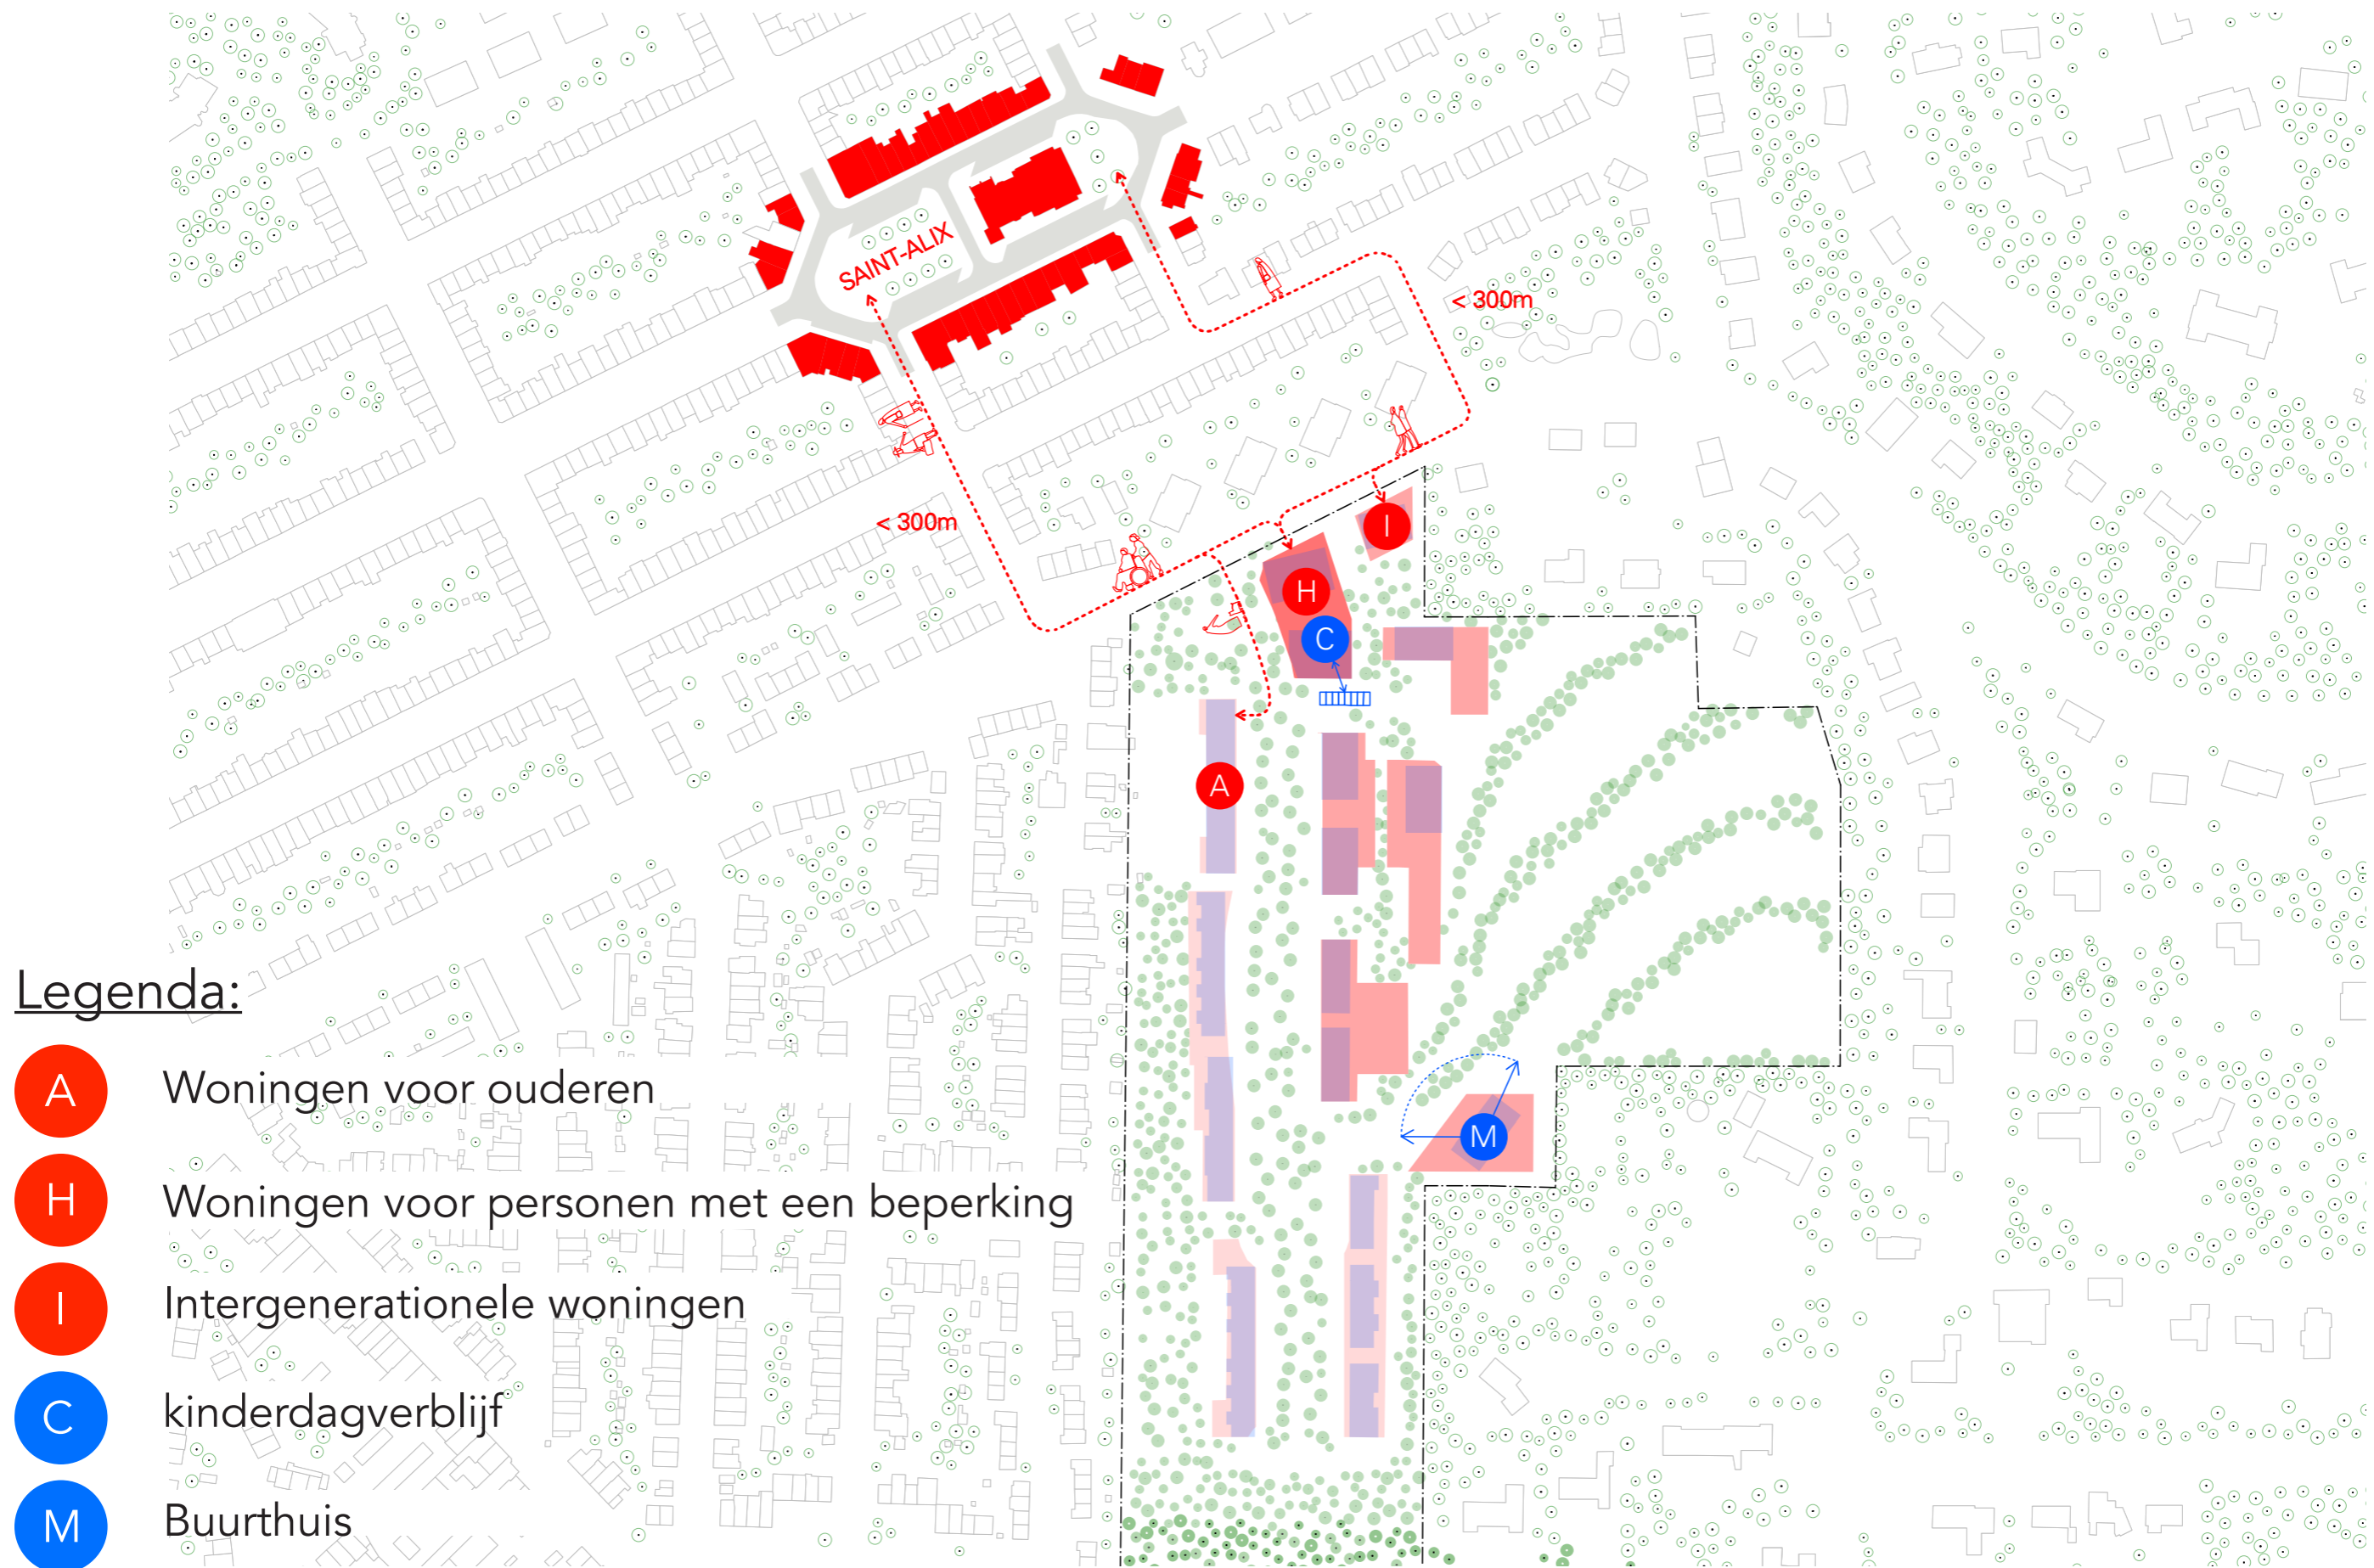 SAINT-ALIX
< 300m
< 300m
I
H
C
A
M
Legenda:
A Woningen voor ouderen
H Woningen voor personen met een beperking
I Intergenerationele woningen
C kinderdagverblijf
M Buurthuis